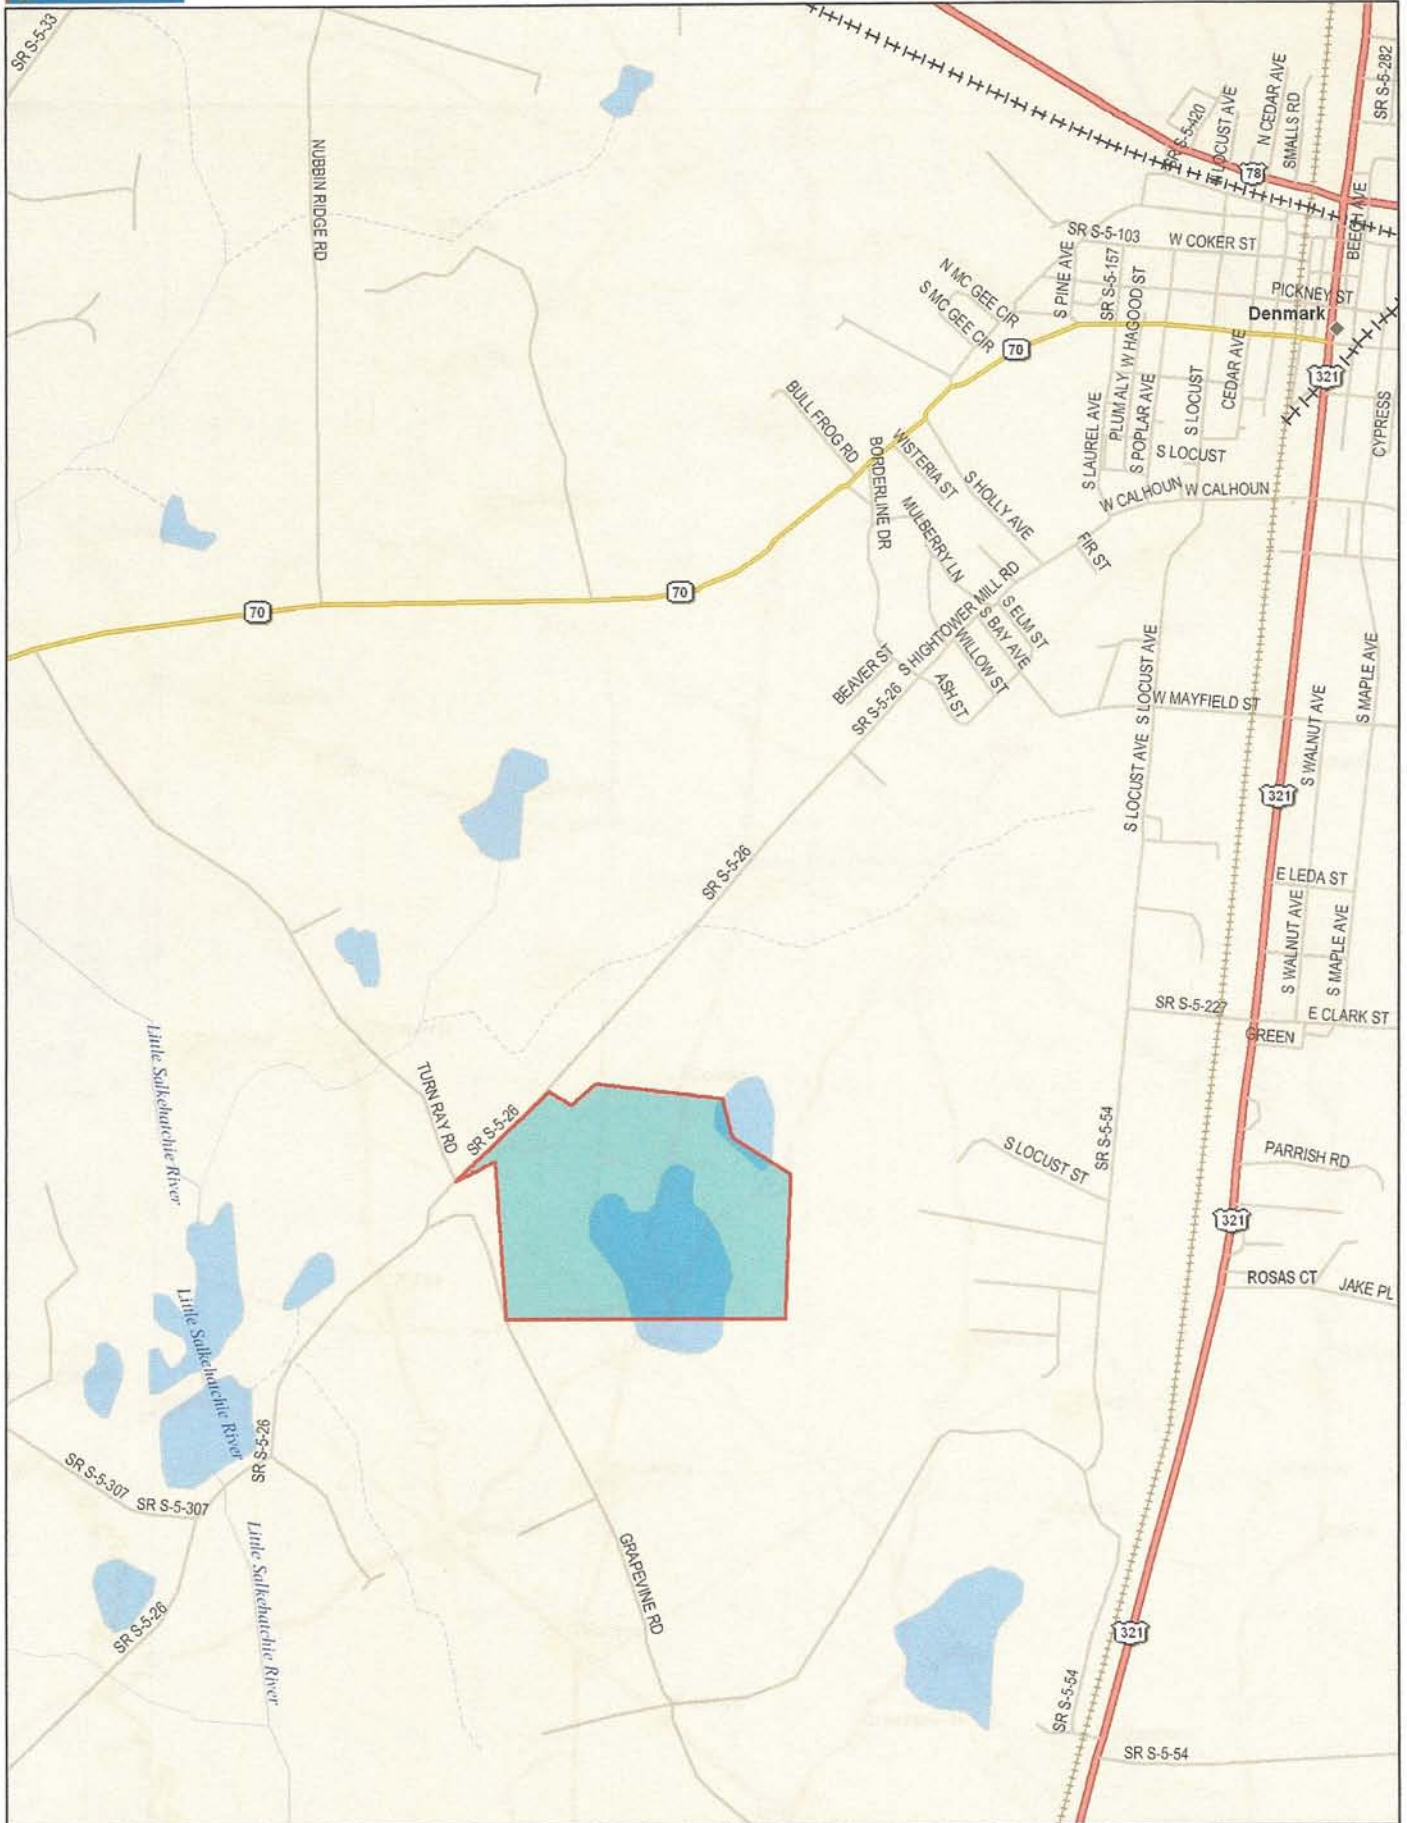 SR S-5-33
SR S-5-282
N CEDAR AVE
SMALLS RD
N LOCUST AVE
SR S-5-420
78
NUBBIN RIDGE RD
BEECH AVE
SR S-5-103
W COKER ST
S PINE AVE
SR S-5-157
W HAGOOD ST
N MC GEE CIR
S MC GEE CIR
PICKNEY ST
Denmark
70
321
CEDAR AVE
BULL FROG RD
BORDERLINE DR
WISTERIA ST
S HOLLY AVE
S LAUREL AVE
PLUM ALY
S POPLAR AVE
S LOCUST
S LOCUST
CYPRESS
W CALHOUN
W CALHOUN
MULBERRY LN
FIR ST
70
70
S HIGHTOWER MILL RD
S ELM ST
S BAY AVE
WILLOW ST
ASH ST
BEAVER ST
SR S-5-26
S LOCUST AVE
S LOCUST AVE
W MAYFIELD ST
S WALNUT AVE
S MAPLE AVE
321
SR S-5-26
E LEDA ST
S WALNUT AVE
S MAPLE AVE
SR S-5-227
E CLARK ST
GREEN
Little Salkehatchie River
TURN RAY RD
SR S-5-26
SR S-5-54
S LOCUST ST
PARRISH RD
321
ROSAS CT
JAKE PL
Little Salkehatchie River
SR S-5-26
SR S-5-307
SR S-5-307
Little Salkehatchie River
SR S-5-26
GRAPEVINE RD
321
SR S-5-54
SR S-5-54